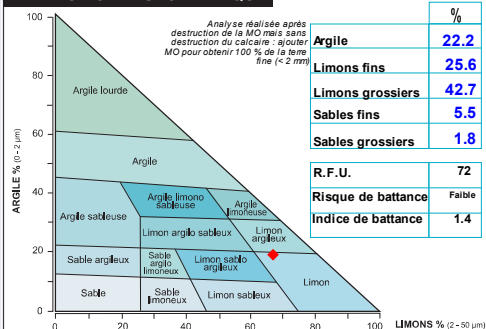 Analyse réalisée après
destruction de la MO mais sans
destruction du calcaire : ajouter
MO pour obtenir 100 % de la terre
fine (< 2 mm)
%
Argile 22.2
Limons fins 25.6
Limons grossiers 42.7
Sables fins 5.5
Sables grossiers 1.8
R.F.U. 72
Risque de battance Faible
Indice de battance 1.4
ARGILE % (0 - 2 µm)
100
80
60
40
20
0
Argile lourde
Argile
Argile sableuse
Argile limono
sableuse
Argile
limoneuse
Limon argilo sableux
Limon
argileux
Sable argileux
Sable
argilo
limoneux
Limon sablo
argileux
Limon
Sable
Sable
limoneux
Limon sableux
0 20 40 60 80 100
LIMONS % (2 - 50 µm)